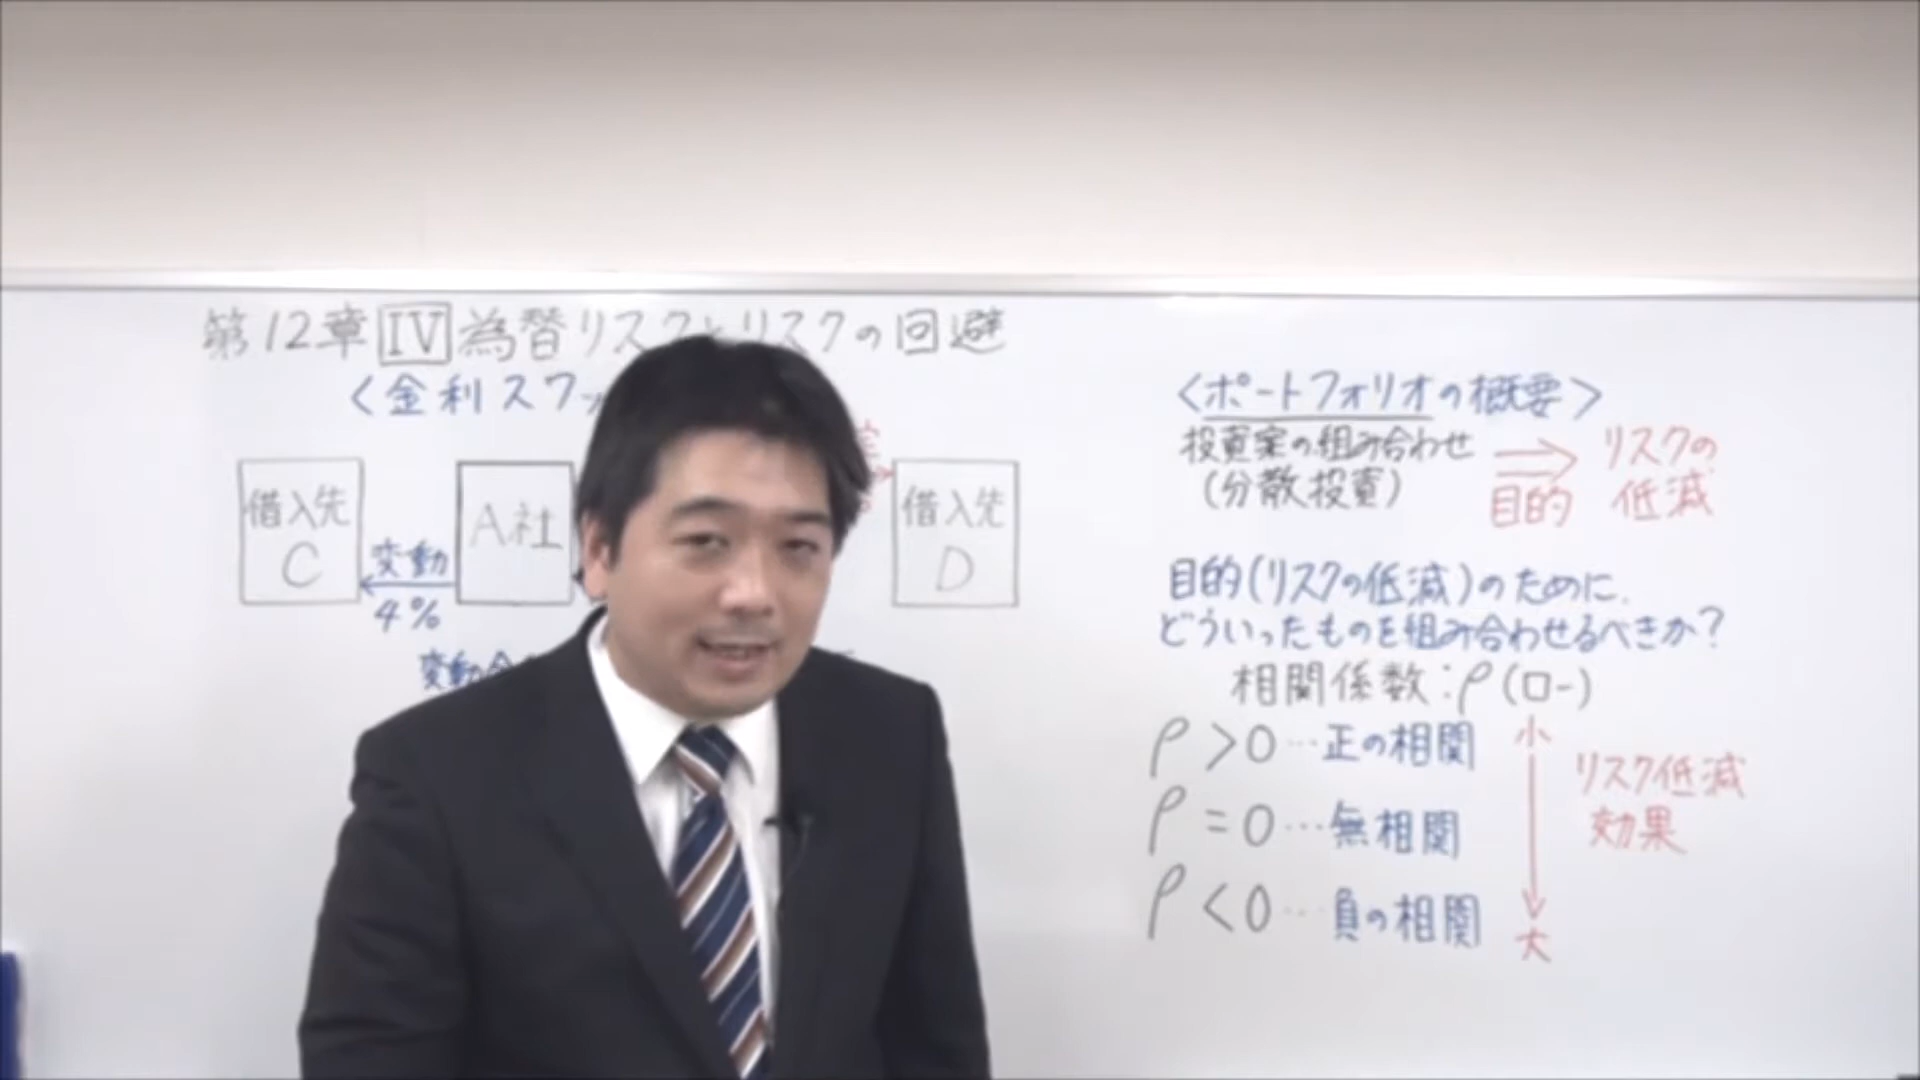 第12章 IV 為替リスクとリスクの回避
<金利スワッ
借入先
C
変動
4%
A社
借入先
D
変動金
<ポートフォリオの概要>
投資案の組み合わせ
(分散投資)
目的
リスクの
低減
目的(リスクの低減)のために、
どういったものを組み合わせるべきか?
相関係数:ρ(ロー)
ρ>0…正の相関
ρ=0…無相関
ρ<0…負の相関
小
大
リスク低減
効果